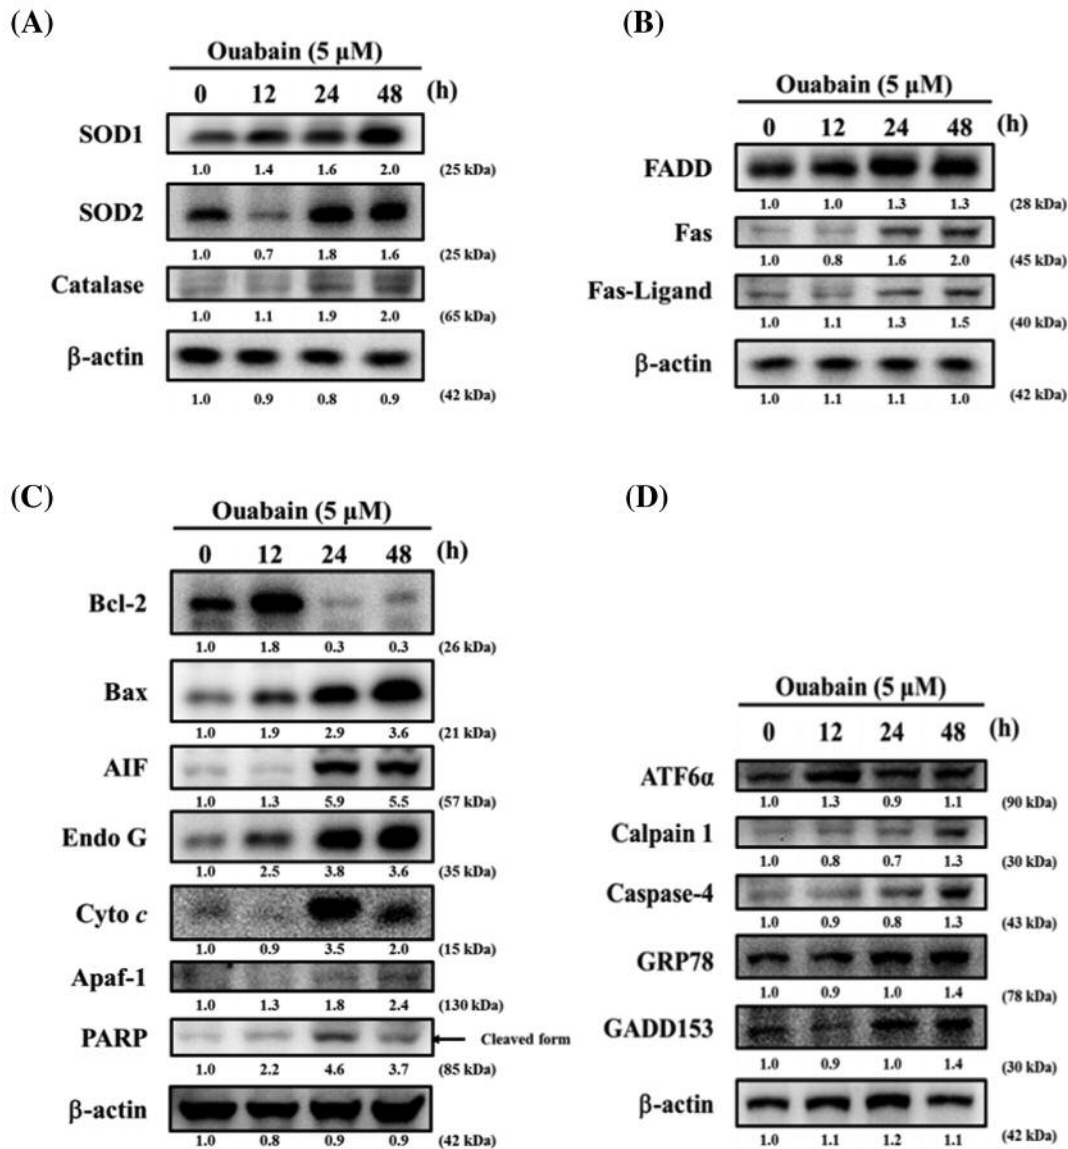 (A)
Ouabain (5 μM)
0 12 24 48 (h)
SOD1
1.0 1.4 1.6 2.0 (25 kDa)
SOD2
1.0 0.7 1.8 1.6 (25 kDa)
Catalase
1.0 1.1 1.9 2.0 (65 kDa)
β-actin
1.0 0.9 0.8 0.9 (42 kDa)
(B)
Ouabain (5 μM)
0 12 24 48 (h)
FADD
1.0 1.0 1.3 1.3 (28 kDa)
Fas
1.0 0.8 1.6 2.0 (45 kDa)
Fas-Ligand
1.0 1.1 1.3 1.5 (40 kDa)
β-actin
1.0 1.1 1.1 1.0 (42 kDa)
(C)
Ouabain (5 μM)
0 12 24 48 (h)
Bcl-2
1.0 1.8 0.3 0.3 (26 kDa)
Bax
1.0 1.9 2.9 3.6 (21 kDa)
AIF
1.0 1.3 5.9 5.5 (57 kDa)
Endo G
1.0 2.5 3.8 3.6 (35 kDa)
Cyto c
1.0 0.9 3.5 2.0 (15 kDa)
Apaf-1
1.0 1.3 1.8 2.4 (130 kDa)
PARP Cleaved form
1.0 2.2 4.6 3.7 (85 kDa)
β-actin
1.0 0.8 0.9 0.9 (42 kDa)
(D)
Ouabain (5 μM)
0 12 24 48 (h)
ATF6α
1.0 1.3 0.9 1.1 (90 kDa)
Calpain 1
1.0 0.8 0.7 1.3 (30 kDa)
Caspase-4
1.0 0.9 0.8 1.3 (43 kDa)
GRP78
1.0 0.9 1.0 1.4 (78 kDa)
GADD153
1.0 0.9 1.0 1.4 (30 kDa)
β-actin
1.0 1.1 1.2 1.1 (42 kDa)